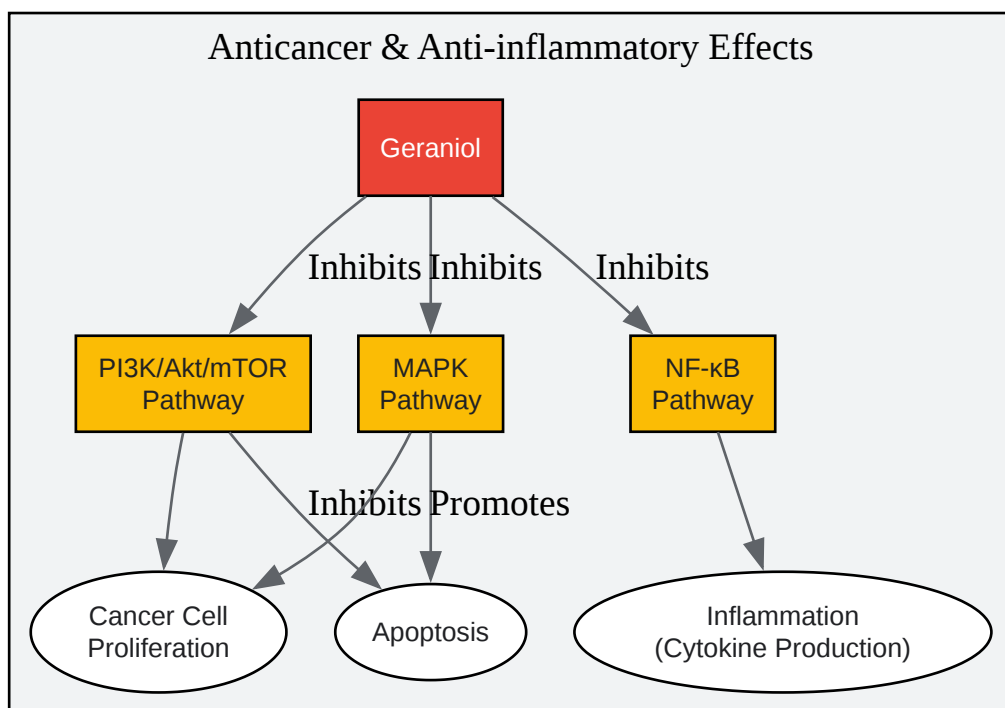 Anticancer & Anti-inflammatory Effects
Geraniol
Inhibits Inhibits Inhibits
PI3K/Akt/mTOR
Pathway
MAPK
Pathway
NF-κB
Pathway
Inhibits Promotes
Cancer Cell
Proliferation
Apoptosis
Inflammation
(Cytokine Production)